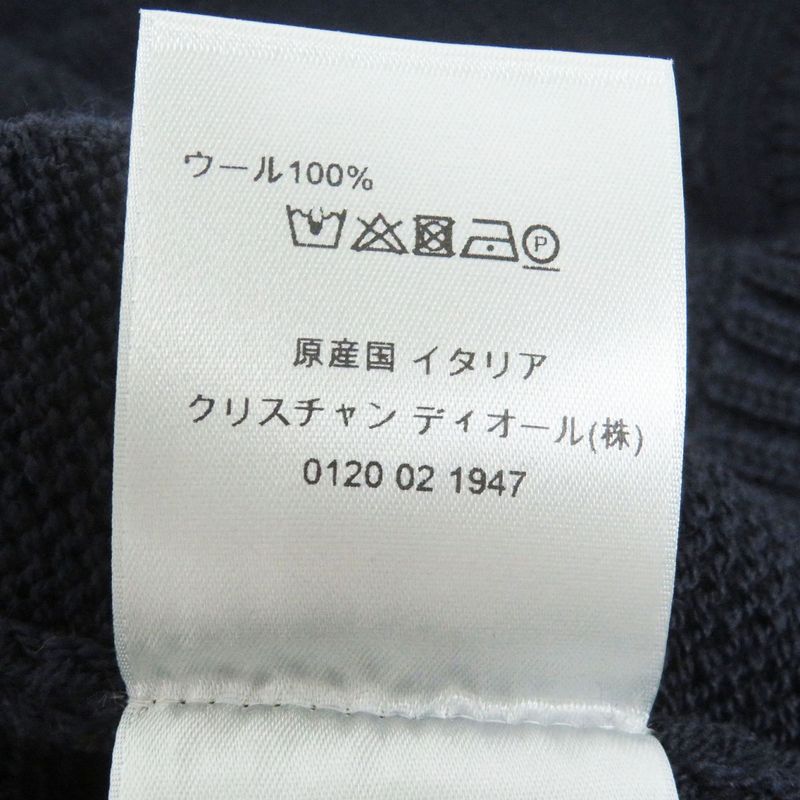 ウール100%
P
原産国 イタリア
クリスチャン ディオール(株)
0120 02 1947